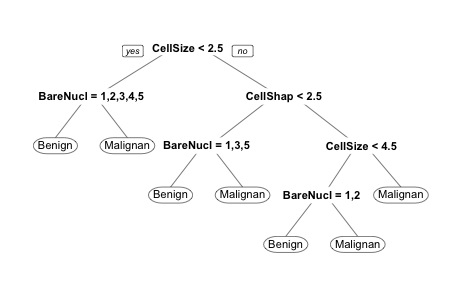 yes CellSize < 2.5 no
BareNucl = 1,2,3,4,5 CellShap < 2.5
Benign Malignan BareNucl = 1,3,5 CellSize < 4.5
Benign Malignan BareNucl = 1,2 Malignan
Benign Malignan